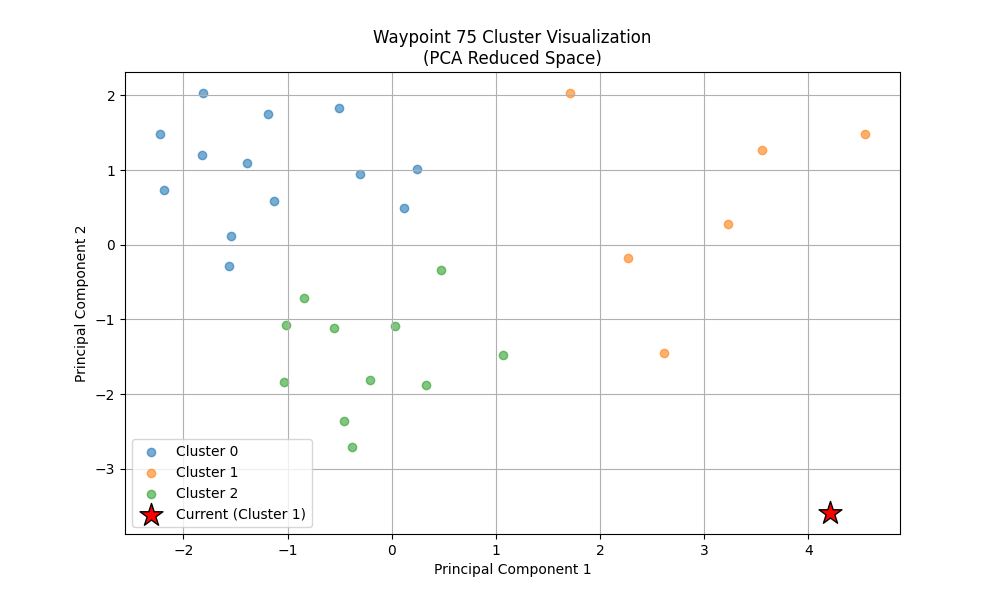 Waypoint 75 Cluster Visualization
(PCA Reduced Space)
Principal Component 2
2
1
0
−1
−2
−3
Cluster 0
Cluster 1
Cluster 2
Current (Cluster 1)
−2 −1 0 1 2 3 4
Principal Component 1